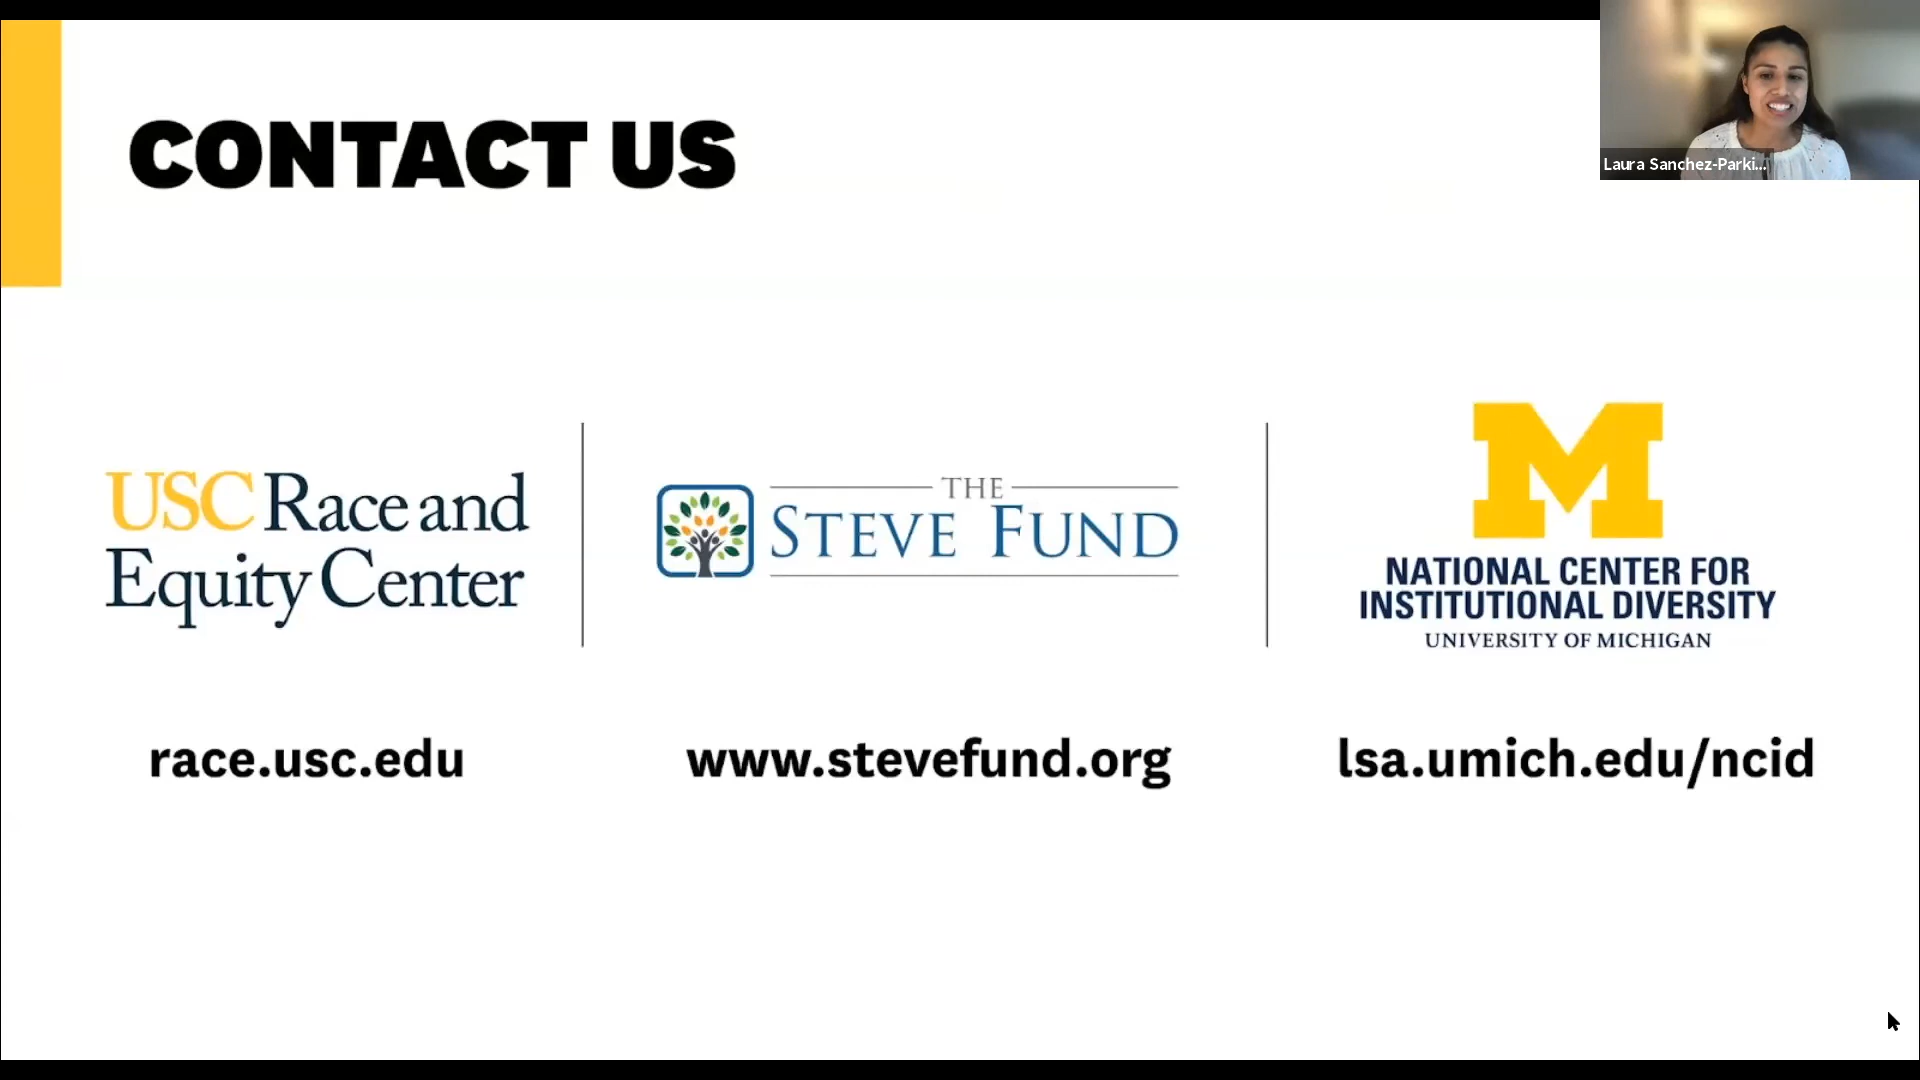 CONTACT US
Laura Sanchez-Parki...
USC Race and
Equity Center
THE
STEVE FUND
M
NATIONAL CENTER FOR
INSTITUTIONAL DIVERSITY
UNIVERSITY OF MICHIGAN
race.usc.edu
www.stevefund.org
lsa.umich.edu/ncid